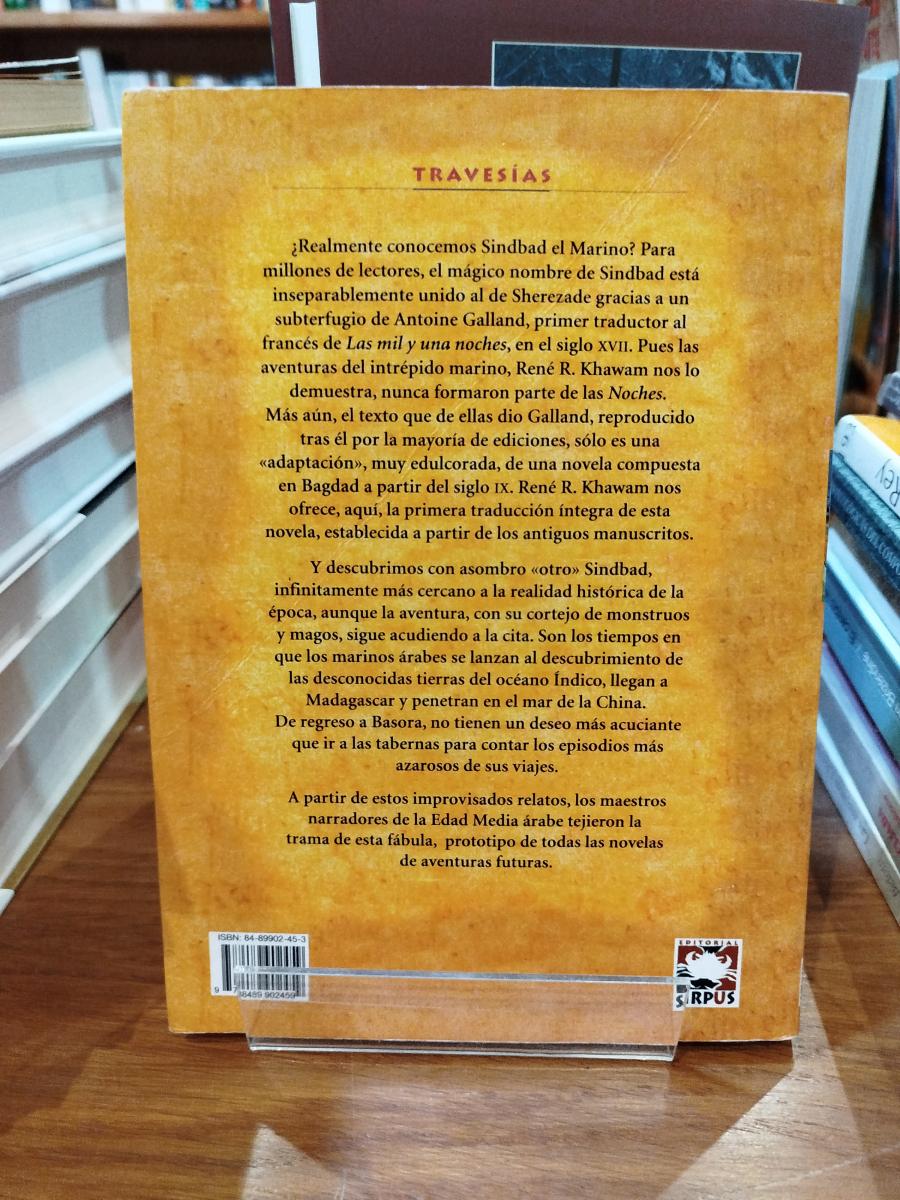 TRAVESÍAS
¿Realmente conocemos Sindbad el Marino? Para
millones de lectores, el mágico nombre de Sindbad está
inseparablemente unido al de Sherezade gracias a un
subterfugio de Antoine Galland, primer traductor al
francés de Las mil y una noches, en el siglo XVII. Pues las
aventuras del intrépido marino, René R. Khawam nos lo
demuestra, nunca formaron parte de las Noches.
Más aún, el texto que de ellas dio Galland, reproducido
tras él por la mayoría de ediciones, sólo es una
«adaptación», muy edulcorada, de una novela compuesta
en Bagdad a partir del siglo IX. René R. Khawam nos
ofrece, aquí, la primera traducción íntegra de esta
novela, establecida a partir de los antiguos manuscritos.
Y descubrimos con asombro «otro» Sindbad,
infinitamente más cercano a la realidad histórica de la
época, aunque la aventura, con su cortejo de monstruos
y magos, sigue acudiendo a la cita. Son los tiempos en
que los marinos árabes se lanzan al descubrimiento de
las desconocidas tierras del océano Índico, llegan a
Madagascar y penetran en el mar de la China.
De regreso a Basora, no tienen un deseo más acuciante
que ir a las tabernas para contar los episodios más
azarosos de sus viajes.
A partir de estos improvisados relatos, los maestros
narradores de la Edad Media árabe tejieron la
trama de esta fábula, prototipo de todas las novelas
de aventuras futuras.
ISBN: 84-89902-45-3
9 788489 902459
EDITORIAL
SIRPUS
Rey